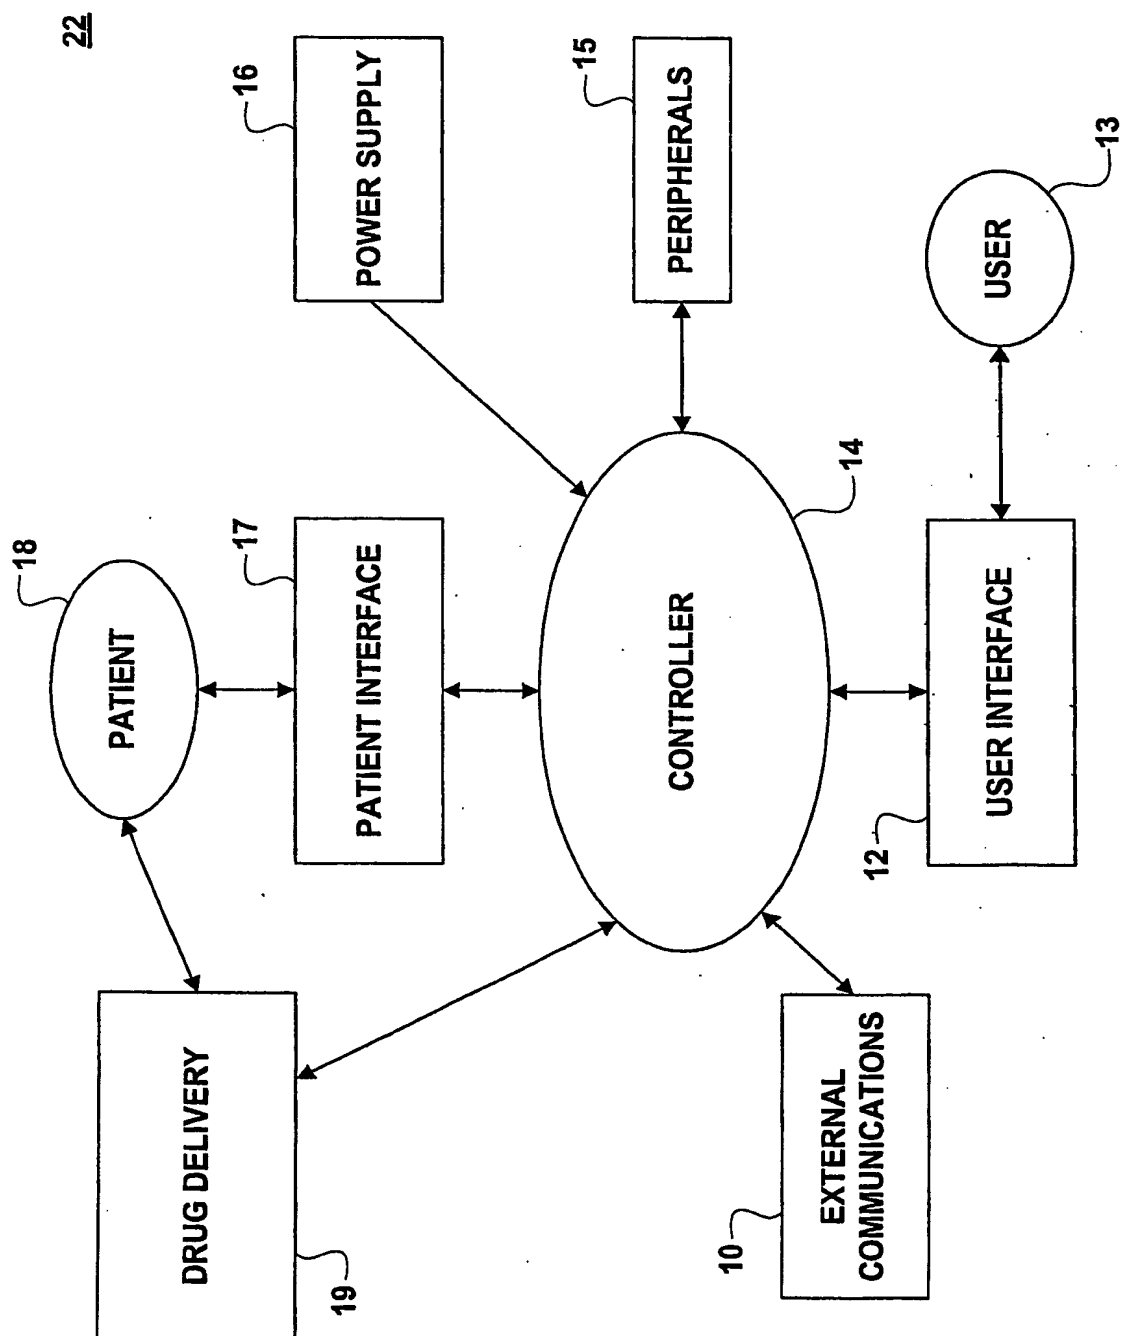 22
16
POWER SUPPLY
15
PERIPHERALS
13
USER
18
PATIENT
17
PATIENT INTERFACE
14
CONTROLLER
12
USER INTERFACE
19
DRUG DELIVERY
10
EXTERNAL
COMMUNICATIONS